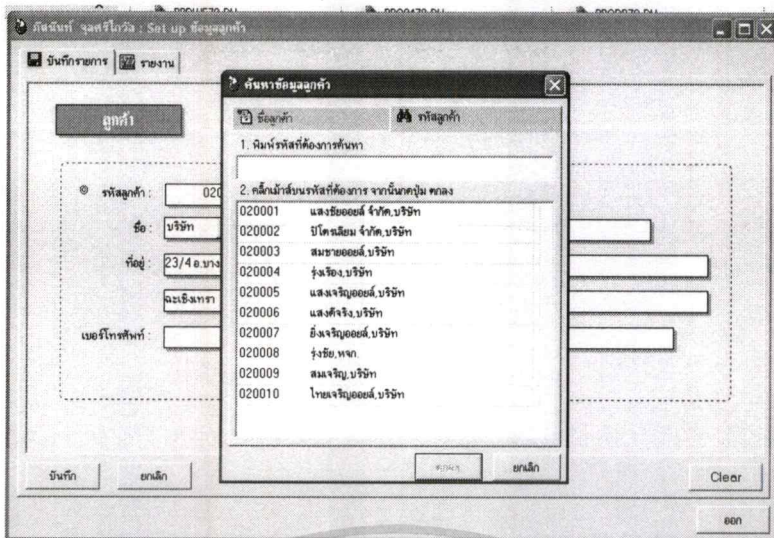 ภัสนันท์ จุลศรีไกวัล : Set up ข้อมูลลูกค้า
บันทึกรายการ รายงาน
ลูกค้า
รหัสลูกค้า : 020
ชื่อ : บริษัท
ที่อยู่ : 23/4 อ.บาง
ฉะเชิงเทรา
เบอร์โทรศัพท์ :
ค้นหาข้อมูลลูกค้า
ชื่อลูกค้า รหัสลูกค้า
1. พิมพ์รหัสที่ต้องการค้นหา
2. คลิ๊กเม้าส์บนรหัสที่ต้องการ จากนั้นกดปุ่ม ตกลง
020001 แสงชัยออยล์ จำกัด,บริษัท
020002 ปิโตรเลียม จำกัด,บริษัท
020003 สมชายออยล์,บริษัท
020004 รุ่งเรือง,บริษัท
020005 แสงเจริญออยล์,บริษัท
020006 แสงดีจริง,บริษัท
020007 ยิ่งเจริญออยล์,บริษัท
020008 รุ่งชัย,หจก.
020009 สมเจริญ,บริษัท
020010 ไทยเจริญออยล์,บริษัท
ตกลง ยกเลิก
บันทึก ยกเลิก Clear
ออก